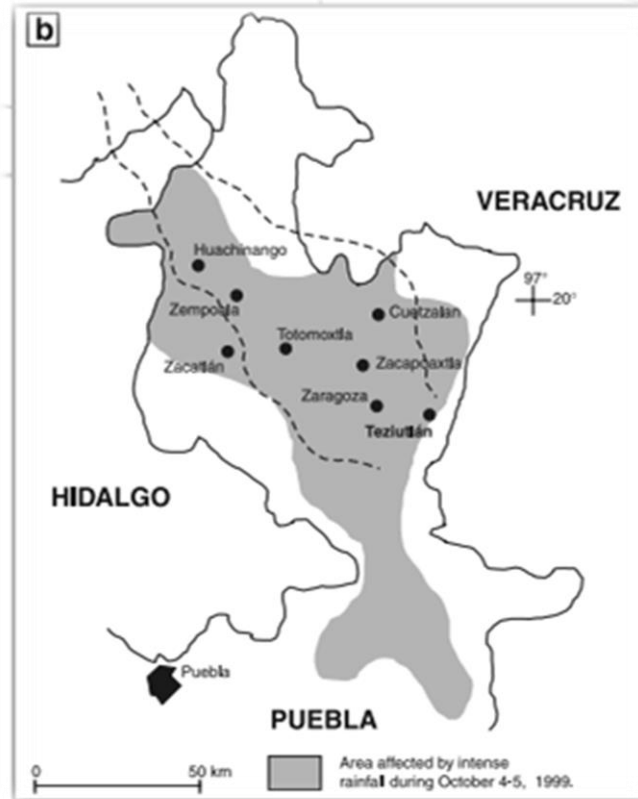 b
VERACRUZ
Huachinango
97°
20°
Zempoala
Cuetzalan
Totomoxtla
Zacatlán
Zacapoaxtla
Zaragoza
Teziutlán
HIDALGO
Puebla
PUEBLA
0
50 km
Area affected by intense
rainfall during October 4-5, 1999.